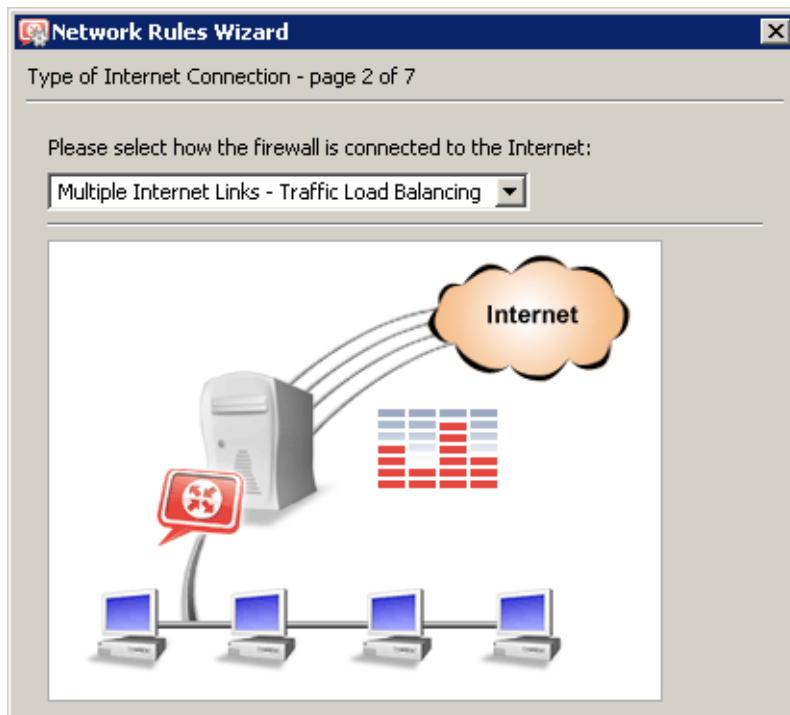 Network Rules Wizard
Type of Internet Connection - page 2 of 7
Please select how the firewall is connected to the Internet:
Multiple Internet Links - Traffic Load Balancing
Internet